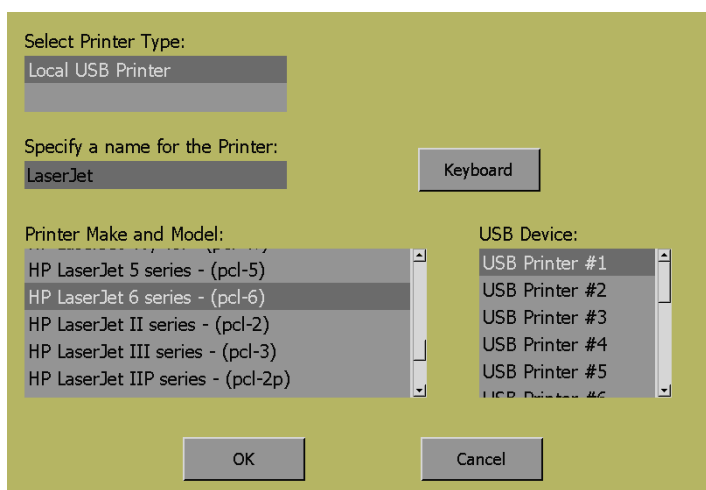 Select Printer Type:
Local USB Printer
Specify a name for the Printer:
LaserJet
Keyboard
Printer Make and Model:
HP LaserJet 5 series - (pcl-5)
HP LaserJet 6 series - (pcl-6)
HP LaserJet II series - (pcl-2)
HP LaserJet III series - (pcl-3)
HP LaserJet IIP series - (pcl-2p)
USB Device:
USB Printer #1
USB Printer #2
USB Printer #3
USB Printer #4
USB Printer #5
USB Printer #6
OK
Cancel